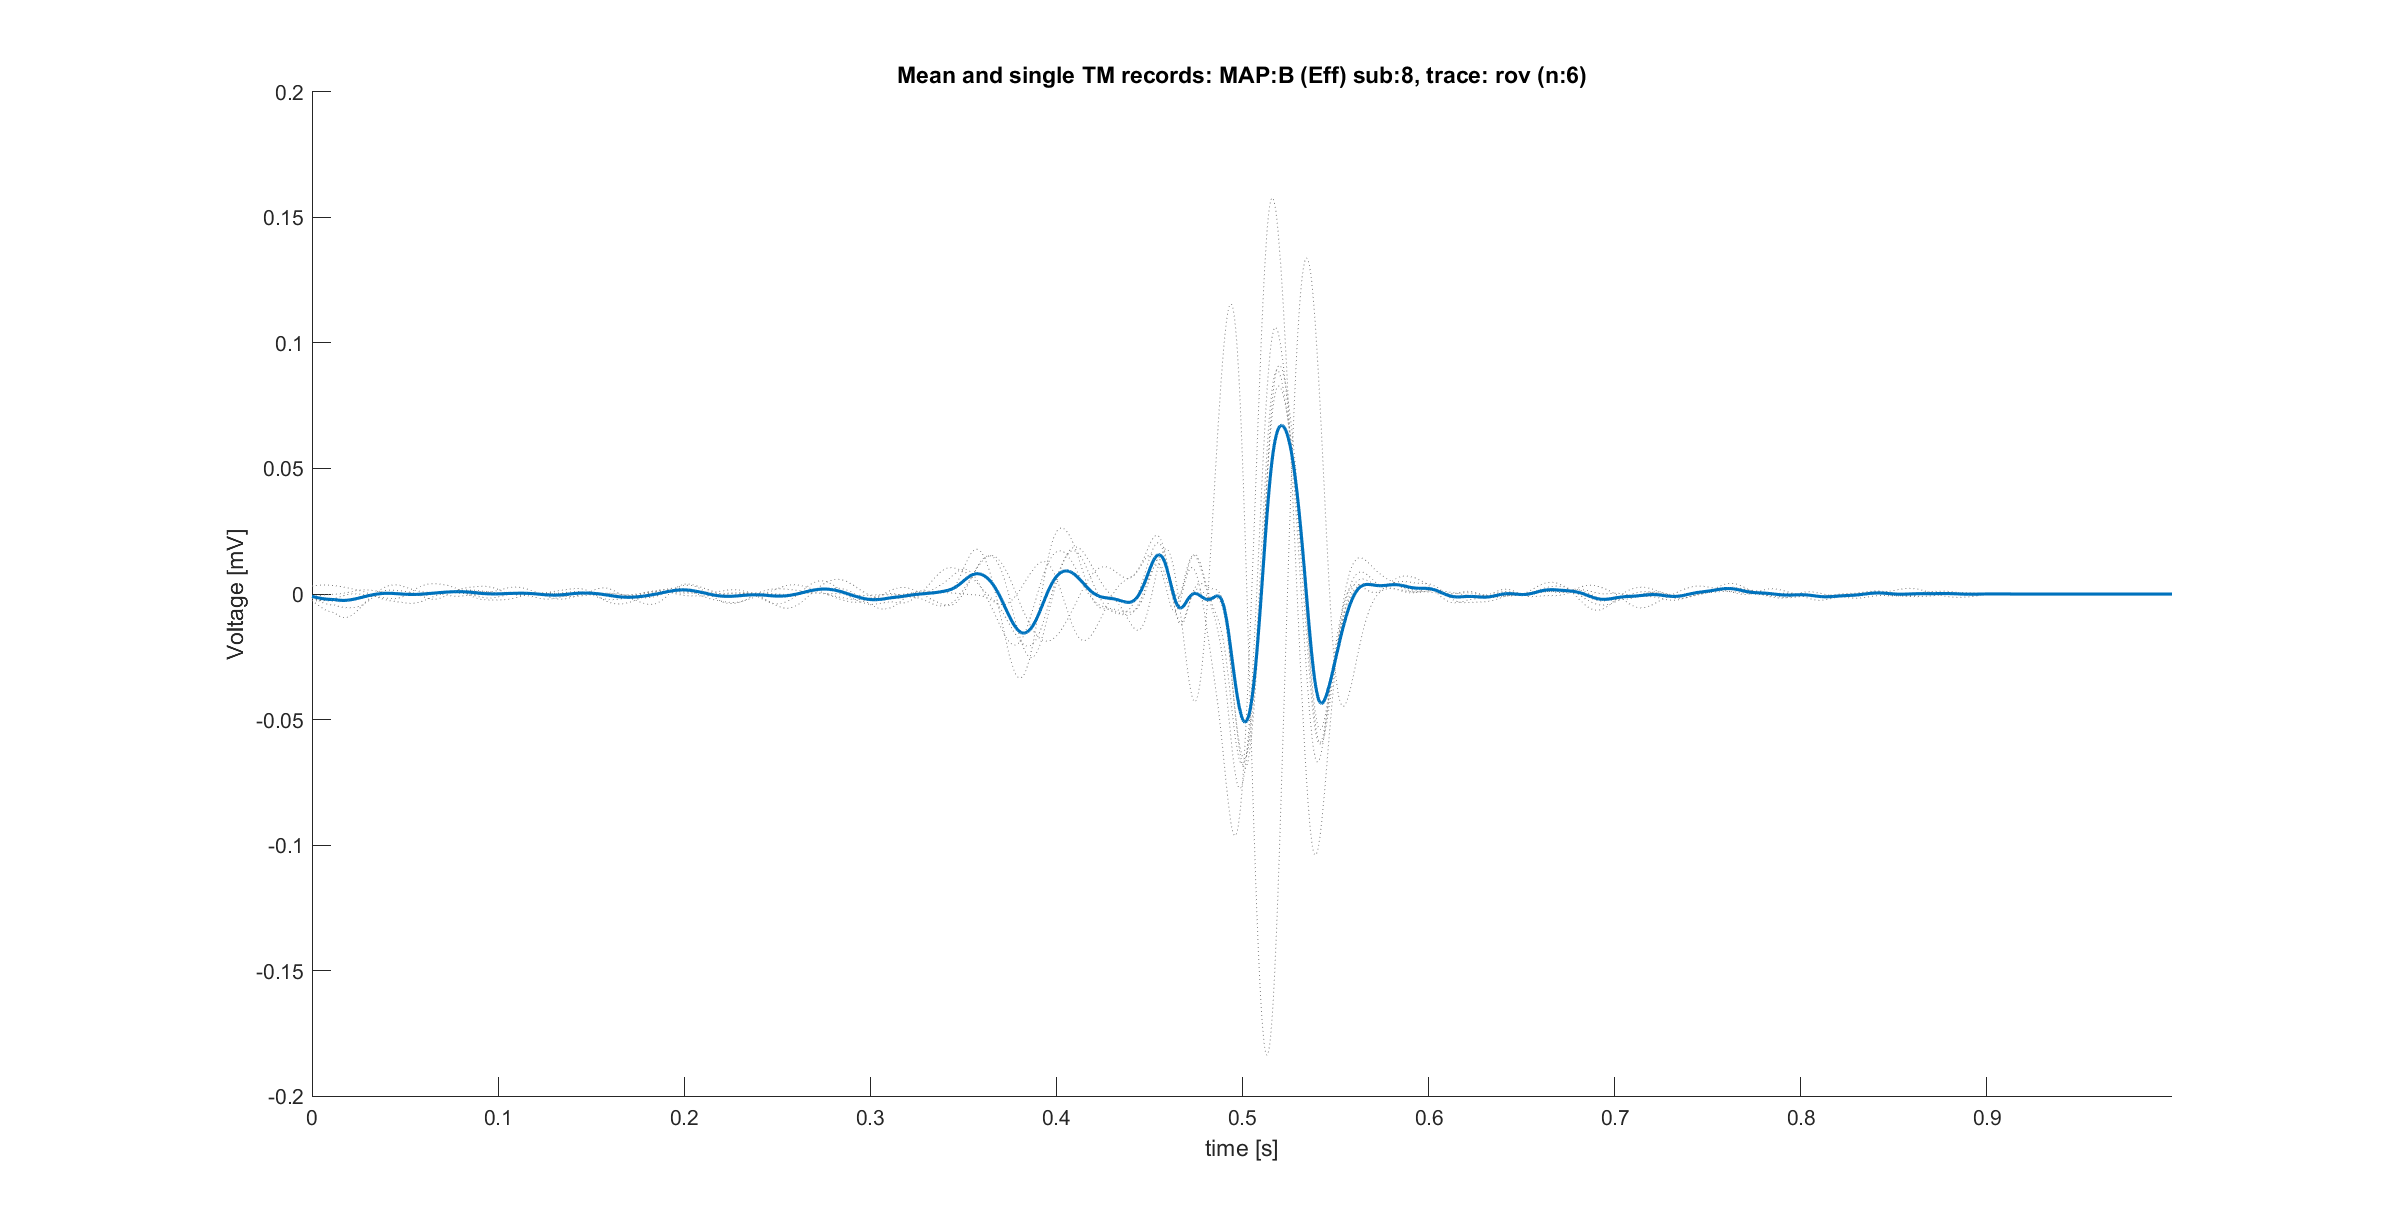 Mean and single TM records: MAP:B (Eff) sub:8, trace: rov (n:6)
0.2
0.15
0.1
0.05
0
-0.05
-0.1
-0.15
-0.2
Voltage [mV]
0 0.1 0.2 0.3 0.4 0.5 0.6 0.7 0.8 0.9
time [s]